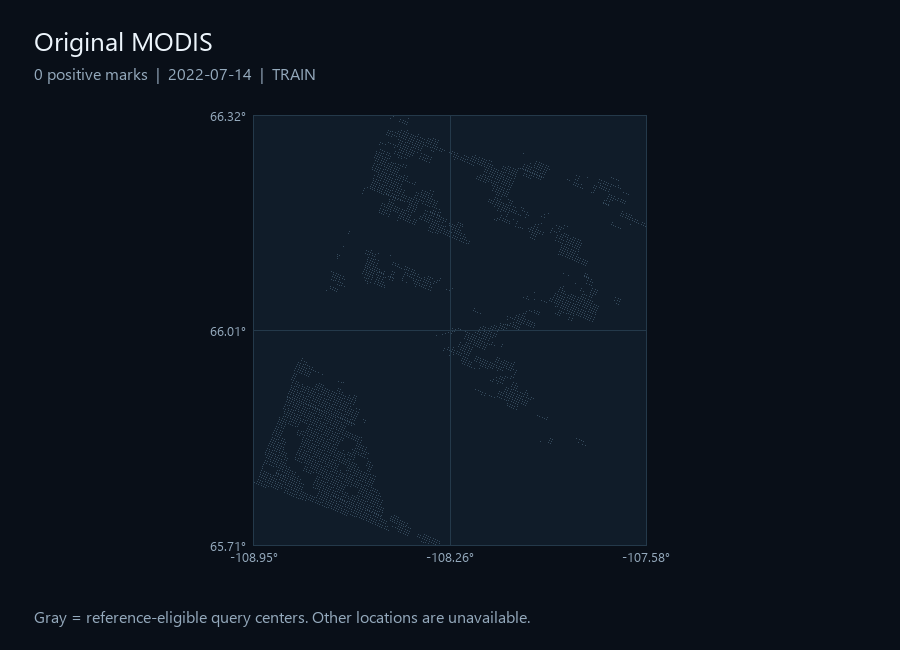 Original MODIS
0 positive marks | 2022-07-14 | TRAIN
66.32°
66.01°
65.71°
-108.95°
-108.26°
-107.58°
Gray = reference-eligible query centers. Other locations are unavailable.